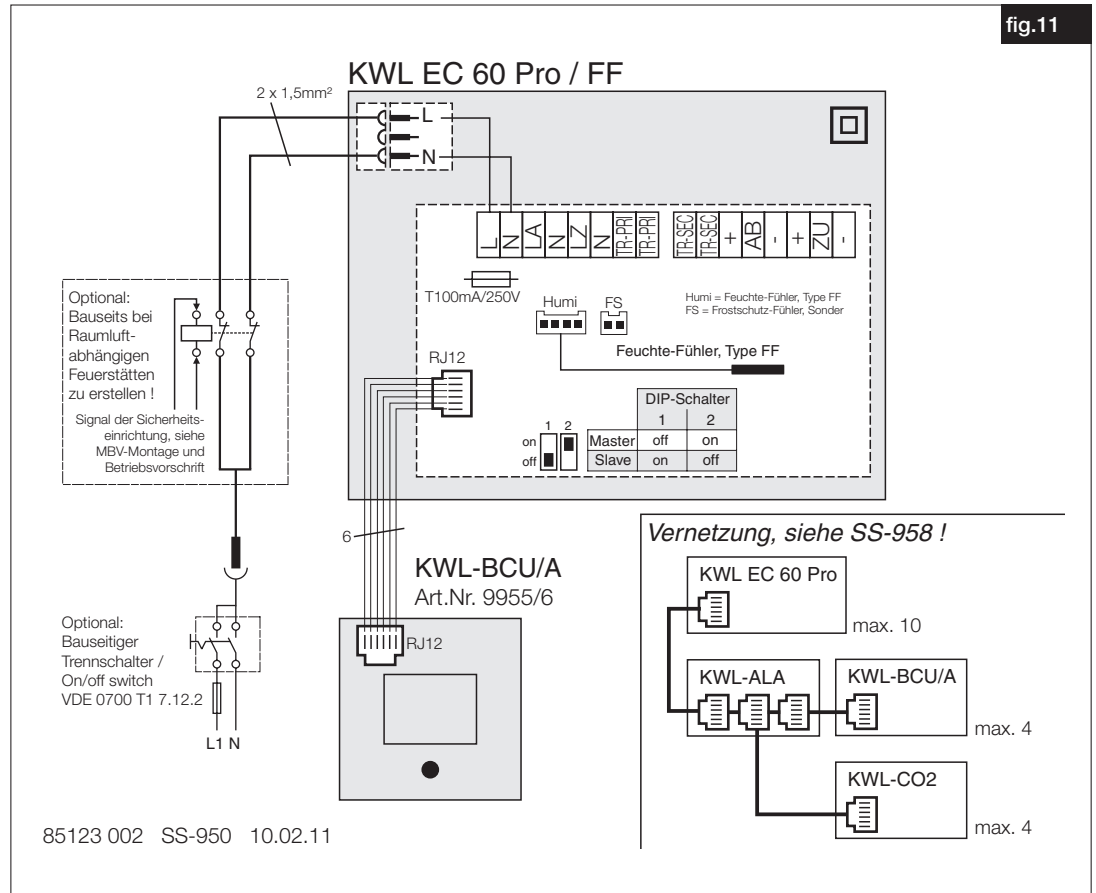 fig.11
KWL EC 60 Pro / FF
2 x 1,5mm²
L
N
L
N
LA
N
LZ
N
TR-PRI
TR-PRI
TR-SEC
TR-SEC
+
AB
-
+
ZU
-
T100mA/250V
Humi
FS
Humi = Feuchte-Fühler, Type FF
FS = Frostschutz-Fühler, Sonder
Feuchte-Fühler, Type FF
RJ12
DIP-Schalter
1 2
1 2
on
off
Master off on
Slave on off
Optional:
Bauseits bei
Raumluft-
abhängigen
Feuerstätten
zu erstellen !
Signal der Sicherheits-
einrichtung, siehe
MBV-Montage und
Betriebsvorschrift
6
KWL-BCU/A
Art.Nr. 9955/6
RJ12
Optional:
Bauseitiger
Trennschalter /
On/off switch
VDE 0700 T1 7.12.2
L1 N
Vernetzung, siehe SS-958 !
KWL EC 60 Pro
max. 10
KWL-ALA
KWL-BCU/A
max. 4
KWL-CO2
max. 4
85123 002 SS-950 10.02.11